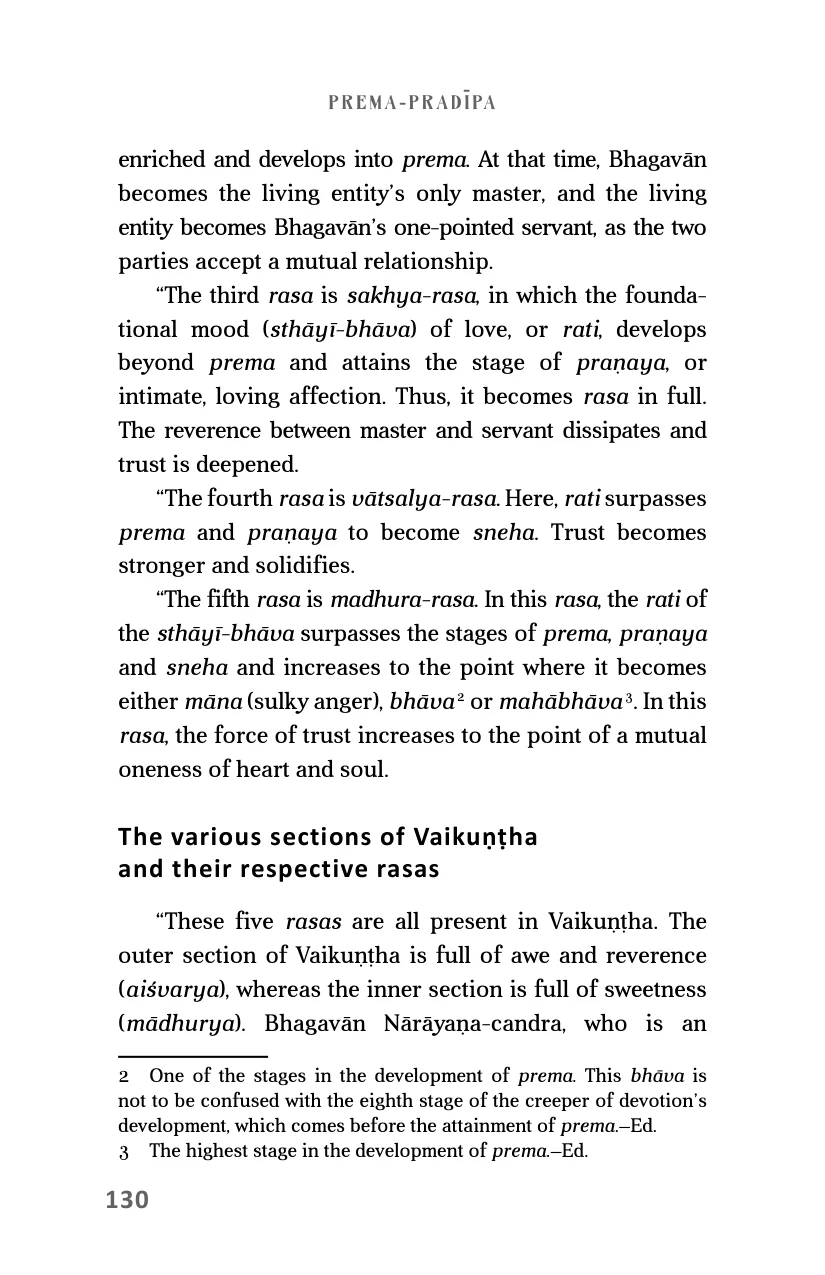 PREMA-PRADĪPA
enriched and develops into prema. At that time, Bhagavān
becomes the living entity’s only master, and the living
entity becomes Bhagavān’s one-pointed servant, as the two
parties accept a mutual relationship.
“The third rasa is sakhya-rasa, in which the founda-
tional mood (sthāyī-bhāva) of love, or rati, develops
beyond prema and attains the stage of praṇaya, or
intimate, loving affection. Thus, it becomes rasa in full.
The reverence between master and servant dissipates and
trust is deepened.
“The fourth rasa is vātsalya-rasa. Here, rati surpasses
prema and praṇaya to become sneha. Trust becomes
stronger and solidifies.
“The fifth rasa is madhura-rasa. In this rasa, the rati of
the sthāyī-bhāva surpasses the stages of prema, praṇaya
and sneha and increases to the point where it becomes
either māna (sulky anger), bhāva² or mahābhāva³. In this
rasa, the force of trust increases to the point of a mutual
oneness of heart and soul.
The various sections of Vaikuṇṭha
and their respective rasas
“These five rasas are all present in Vaikuṇṭha. The
outer section of Vaikuṇṭha is full of awe and reverence
(aiśvarya), whereas the inner section is full of sweetness
(mādhurya). Bhagavān Nārāyaṇa-candra, who is an
2 One of the stages in the development of prema. This bhāva is
not to be confused with the eighth stage of the creeper of devotion’s
development, which comes before the attainment of prema.–Ed.
3 The highest stage in the development of prema.–Ed.
130